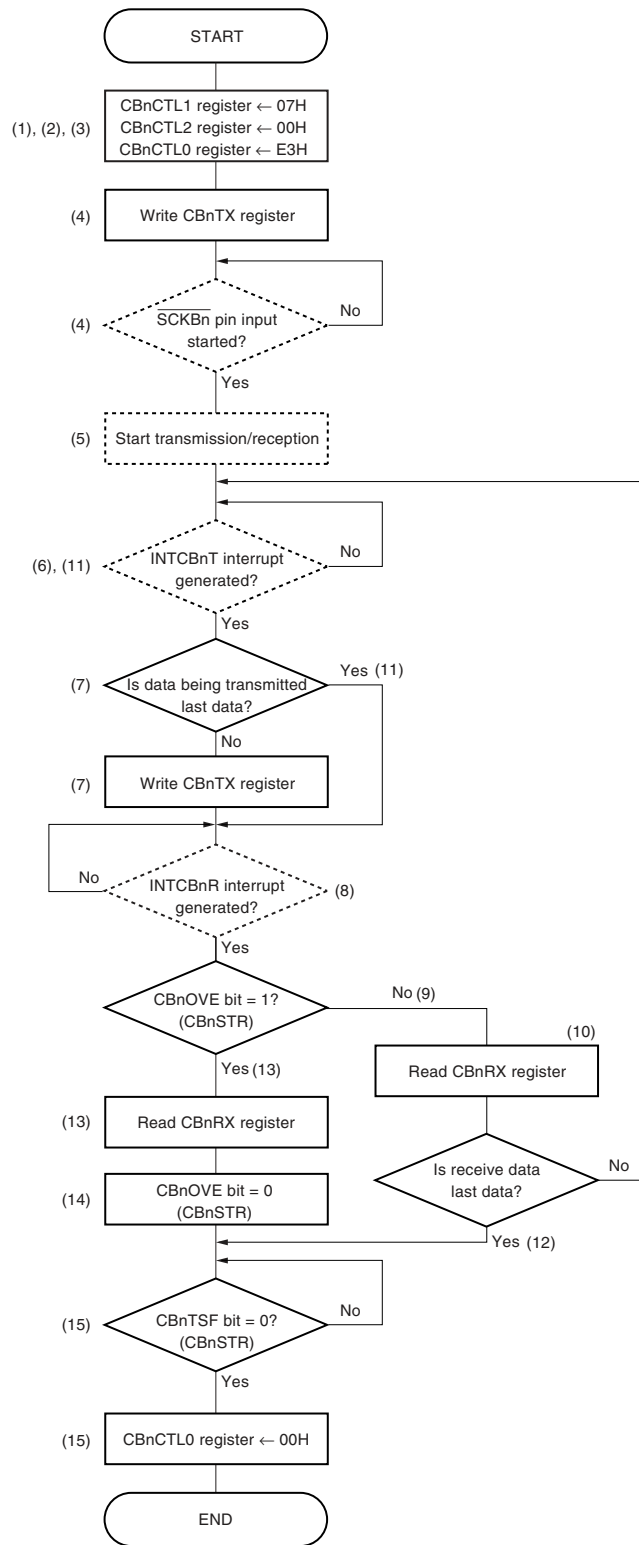 START
(1), (2), (3)
CBnCTL1 register ← 07H
CBnCTL2 register ← 00H
CBnCTL0 register ← E3H
(4)
Write CBnTX register
(4)
SCKBn pin input
started?
No
Yes
(5)
Start transmission/reception
(6), (11)
INTCBnT interrupt
generated?
No
Yes
(7)
Is data being transmitted
last data?
Yes (11)
No
(7)
Write CBnTX register
No
INTCBnR interrupt
generated?
(8)
Yes
CBnOVE bit = 1?
(CBnSTR)
No (9)
Yes (13)
(10)
Read CBnRX register
(13)
Read CBnRX register
Is receive data
last data?
No
Yes (12)
(14)
CBnOVE bit = 0
(CBnSTR)
(15)
CBnTSF bit = 0?
(CBnSTR)
No
Yes
(15)
CBnCTL0 register ← 00H
END